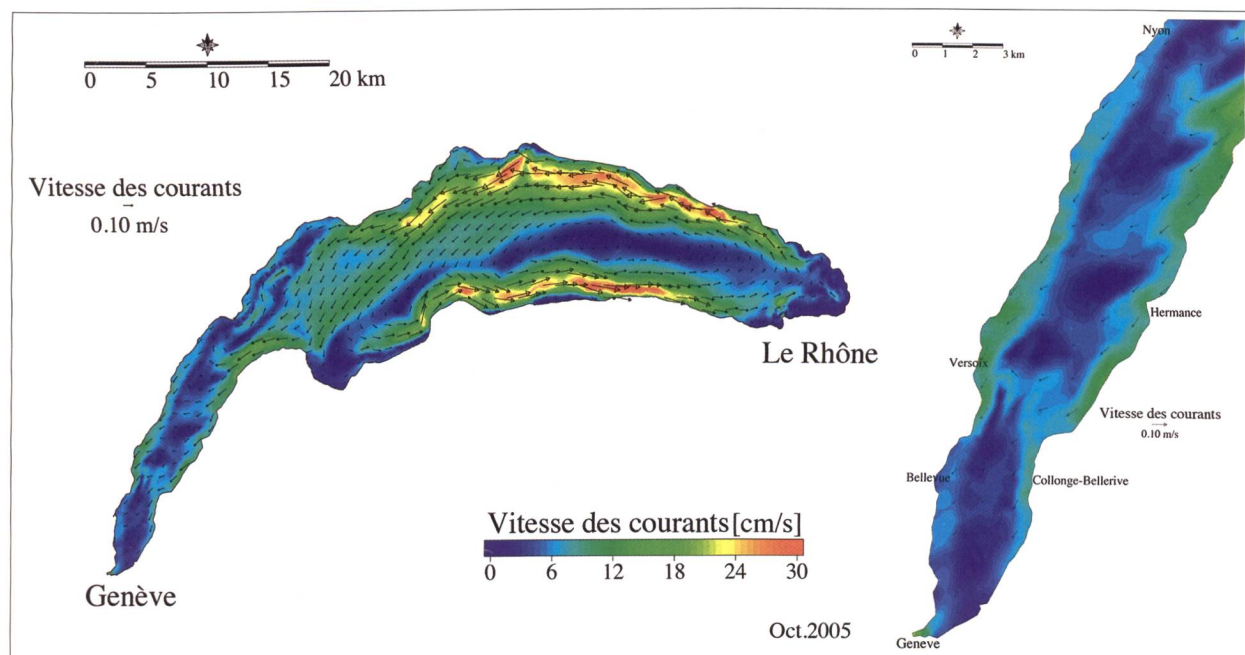 0 5 10 15 20 km
Vitesse des courants
0.10 m/s
Le Rhône
Genève
Vitesse des courants [cm/s]
0 6 12 18 24 30
Oct.2005
0 1 2 3 km
Nyon
Hermance
Versoix
Vitesse des courants
0.10 m/s
Bellevue
Collonge-Bellerive
Geneve